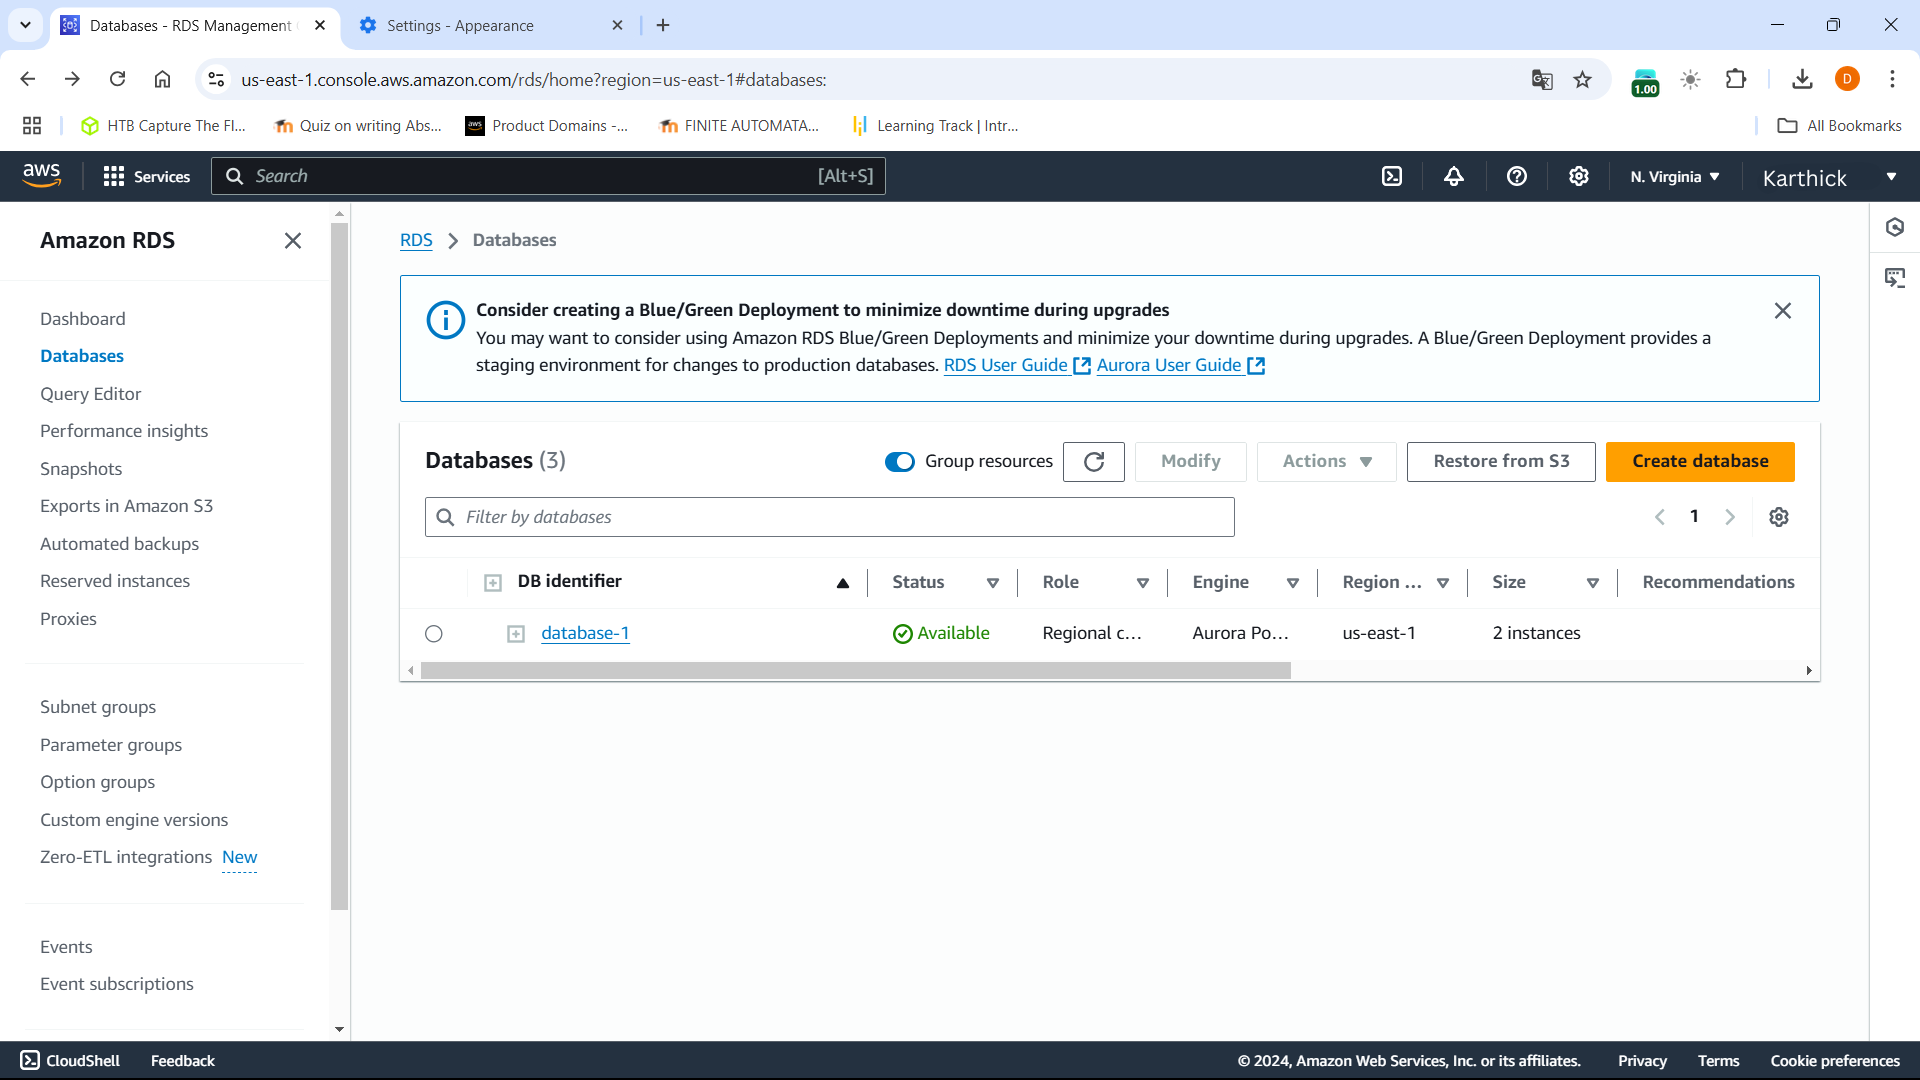 Databases - RDS Management
Settings - Appearance
us-east-1.console.aws.amazon.com/rds/home?region=us-east-1#databases:
1.00
D
HTB Capture The Fl...
Quiz on writing Abs...
aws
Product Domains -...
FINITE AUTOMATA...
Learning Track | Intr...
All Bookmarks
aws
Services
Search
[Alt+S]
N. Virginia
Karthick
Amazon RDS
Dashboard
Databases
Query Editor
Performance insights
Snapshots
Exports in Amazon S3
Automated backups
Reserved instances
Proxies
Subnet groups
Parameter groups
Option groups
Custom engine versions
Zero-ETL integrations New
Events
Event subscriptions
RDS > Databases
Consider creating a Blue/Green Deployment to minimize downtime during upgrades
You may want to consider using Amazon RDS Blue/Green Deployments and minimize your downtime during upgrades. A Blue/Green Deployment provides a
staging environment for changes to production databases. RDS User Guide Aurora User Guide
Databases (3)
Group resources
Modify
Actions
Restore from S3
Create database
Filter by databases
1
DB identifier Status Role Engine Region ... Size Recommendations
database-1 Available Regional c... Aurora Po... us-east-1 2 instances
CloudShell
Feedback
© 2024, Amazon Web Services, Inc. or its affiliates.
Privacy
Terms
Cookie preferences